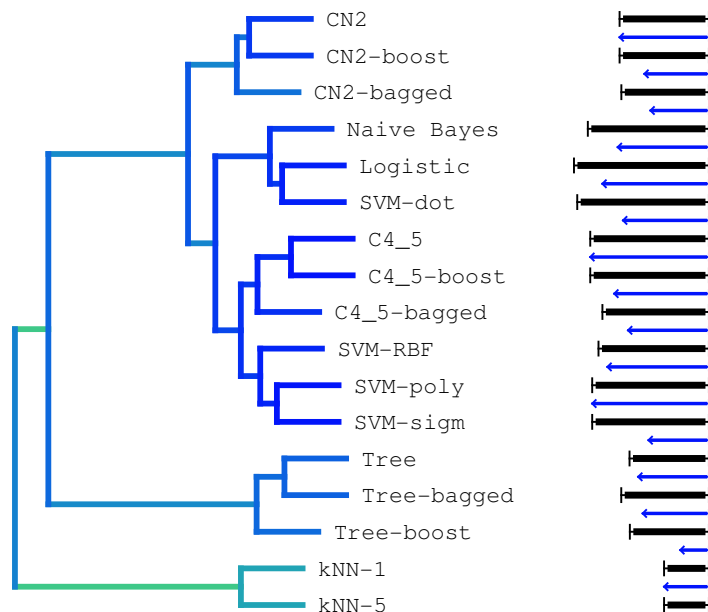 CN2
CN2-boost
CN2-bagged
Naive Bayes
Logistic
SVM-dot
C4_5
C4_5-boost
C4_5-bagged
SVM-RBF
SVM-poly
SVM-sigm
Tree
Tree-bagged
Tree-boost
kNN-1
kNN-5